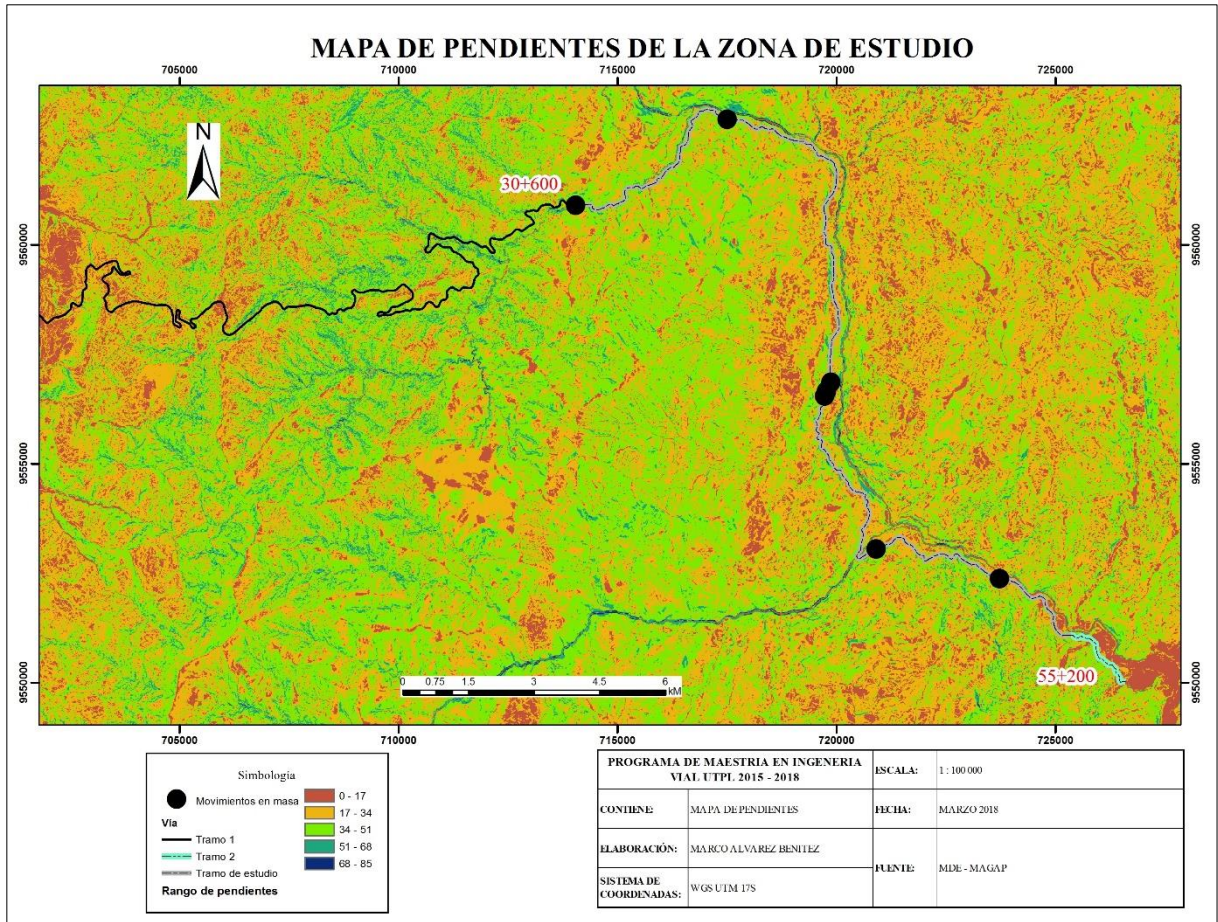 MAPA DE PENDIENTES DE LA ZONA DE ESTUDIO
705000 710000 715000 720000 725000
N
30+600
9560000 9560000
9555000 9555000
9550000 9550000
55+200
0 0.75 1.5 3 4.5 6
kM
705000 710000 715000 720000 725000
Simbología
Movimientos en masa
Vía
Tramo 1
Tramo 2
Tramo de estudio
Rango de pendientes
0 - 17
17 - 34
34 - 51
51 - 68
68 - 85
PROGRAMA DE MAESTRIA EN INGENERIA
VIAL UTPL 2015 - 2018
ESCALA: 1 : 100 000
CONTIENE: MAPA DE PENDIENTES
FECHA: MARZO 2018
ELABORACIÓN: MARCO ALVAREZ BENITEZ
FUENTE: MDE - MAGAP
SISTEMA DE
COORDENADAS: WGS UTM 17S